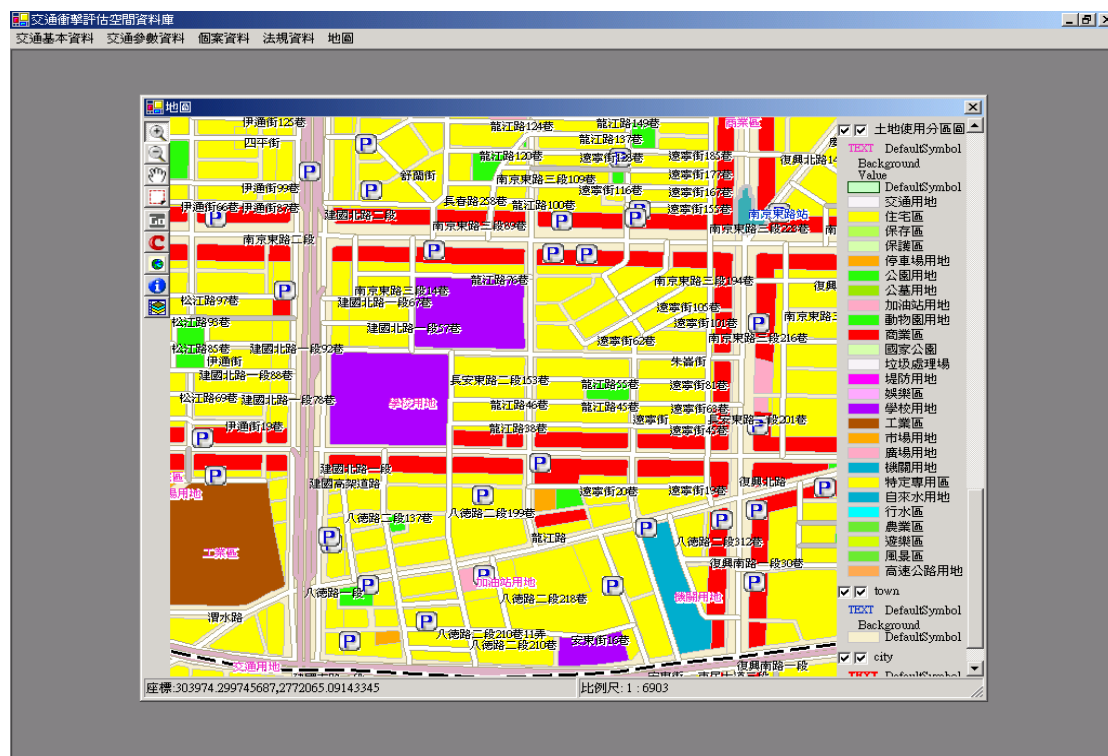 交通衝擊評估空間資料庫
交通基本資料 交通參數資料 個案資料 法規資料 地圖
地圖
伊通街125巷
龍江路124巷
龍江路149巷
商業區
四平街
龍江路137巷
龍江路120巷
遼寧街185巷
舒蘭街
遼寧街177巷
南京東路三段109巷
伊通街99巷
遼寧街116巷
遼寧街167巷
長春路258巷
龍江路100巷
伊通街66巷
伊通街87巷
遼寧街155巷
建國北路二段
南京東路站
南京東路三段89巷
南京東路三段223巷
南京東路二段
龍江路76巷
南京東路三段194巷
南京東路三段14巷
松江路97巷
建國北路一段67巷
遼寧街105巷
松江路93巷
建國北路一段57巷
遼寧街101巷
南京東路三段216巷
遼寧街62巷
松江路85巷
建國北路一段92巷
伊通街
朱崙街
建國北路一段88巷
長安東路二段153巷
龍江路55巷
遼寧街81巷
松江路69巷
建國北路一段78巷
學校用地
龍江路46巷
龍江路45巷
遼寧街63巷
遼寧街
長安東路二段201巷
伊通街19巷
龍江路38巷
遼寧街45巷
建國北路一段
建國高架道路
復興北路
遼寧街20巷
遼寧街19巷
八德路二段199巷
八德路二段137巷
龍江路
八德路二段312巷
工業區
復興南路一段30巷
加油站用地
八德路一段
八德路二段218巷
機關用地
渭水路
八德路二段210巷11弄
安東街16巷
八德路二段210巷
交通用地
復興南路一段
土地使用分區圖
TEXT DefaultSymbol
Background
Value
DefaultSymbol
交通用地
住宅區
保存區
保護區
停車場用地
公園用地
公墓用地
加油站用地
動物園用地
商業區
國家公園
垃圾處理場
堤防用地
娛樂區
學校用地
工業區
市場用地
廣場用地
機關用地
特定專用區
自來水用地
行水區
農業區
遊樂區
風景區
高速公路用地
town
TEXT DefaultSymbol
Background
DefaultSymbol
city
TEXT DefaultSymbol
座標:303974.299745687,2772065.09143345
比例尺: 1 : 6903